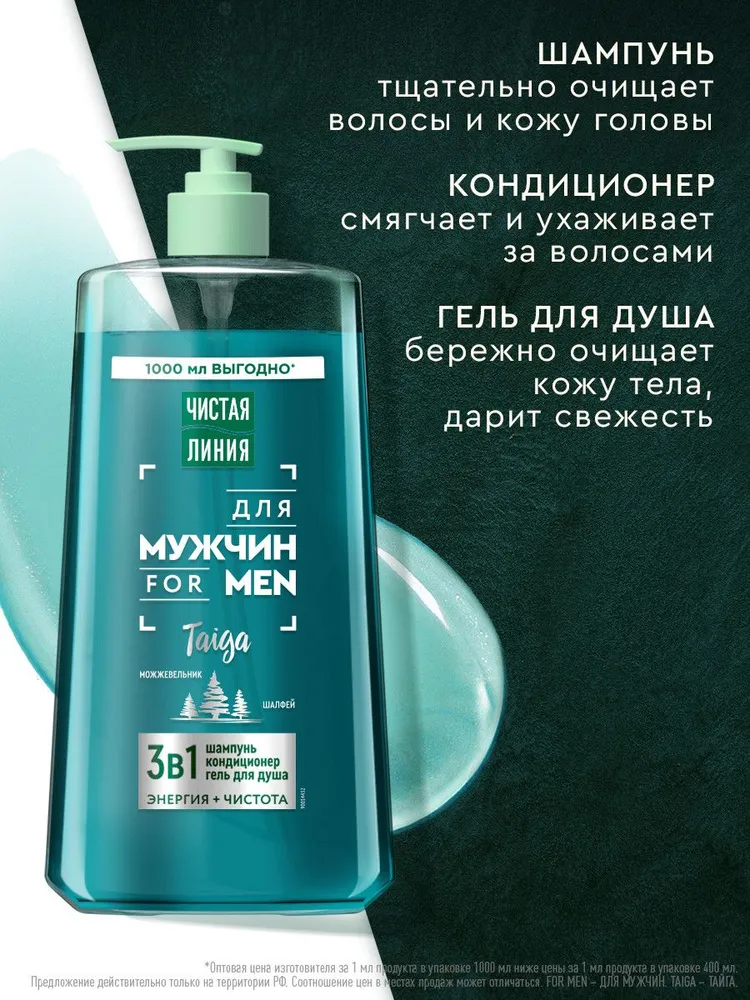 ШАМПУНЬ
тщательно очищает
волосы и кожу головы
КОНДИЦИОНЕР
смягчает и ухаживает
за волосами
ГЕЛЬ ДЛЯ ДУША
бережно очищает
кожу тела,
дарит свежесть
1000 мл ВЫГОДНО*
ЧИСТАЯ
ЛИНИЯ
ДЛЯ
МУЖЧИН
FOR MEN
Taiga
МОЖЖЕВЕЛЬНИК
ШАЛФЕЙ
3в1
шампунь
кондиционер
гель для душа
ЭНЕРГИЯ + ЧИСТОТА
*Оптовая цена изготовителя за 1 мл продукта в упаковке 1000 мл ниже цены за 1 мл продукта в упаковке 400 мл.
Предложение действительно только на территории РФ. Соотношение цен в местах продаж может отличаться. FOR MEN – ДЛЯ МУЖЧИН. TAIGA – ТАЙГА.